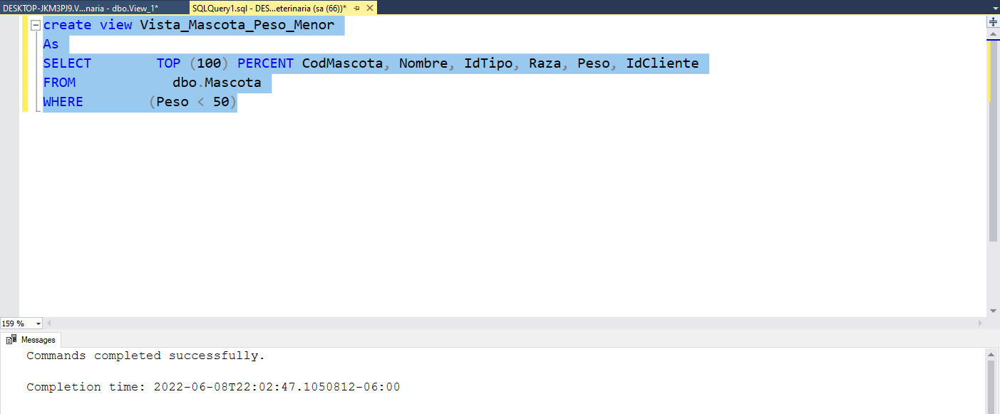 DESKTOP-JKM3PJ9.V...naria - dbo.View_1* SQLQuery1.sql - DES...eterinaria (sa (66))*
create view Vista_Mascota_Peso_Menor
As
SELECT TOP (100) PERCENT CodMascota, Nombre, IdTipo, Raza, Peso, IdCliente
FROM dbo.Mascota
WHERE (Peso < 50)
159 %
Messages
Commands completed successfully.
Completion time: 2022-06-08T22:02:47.1050812-06:00